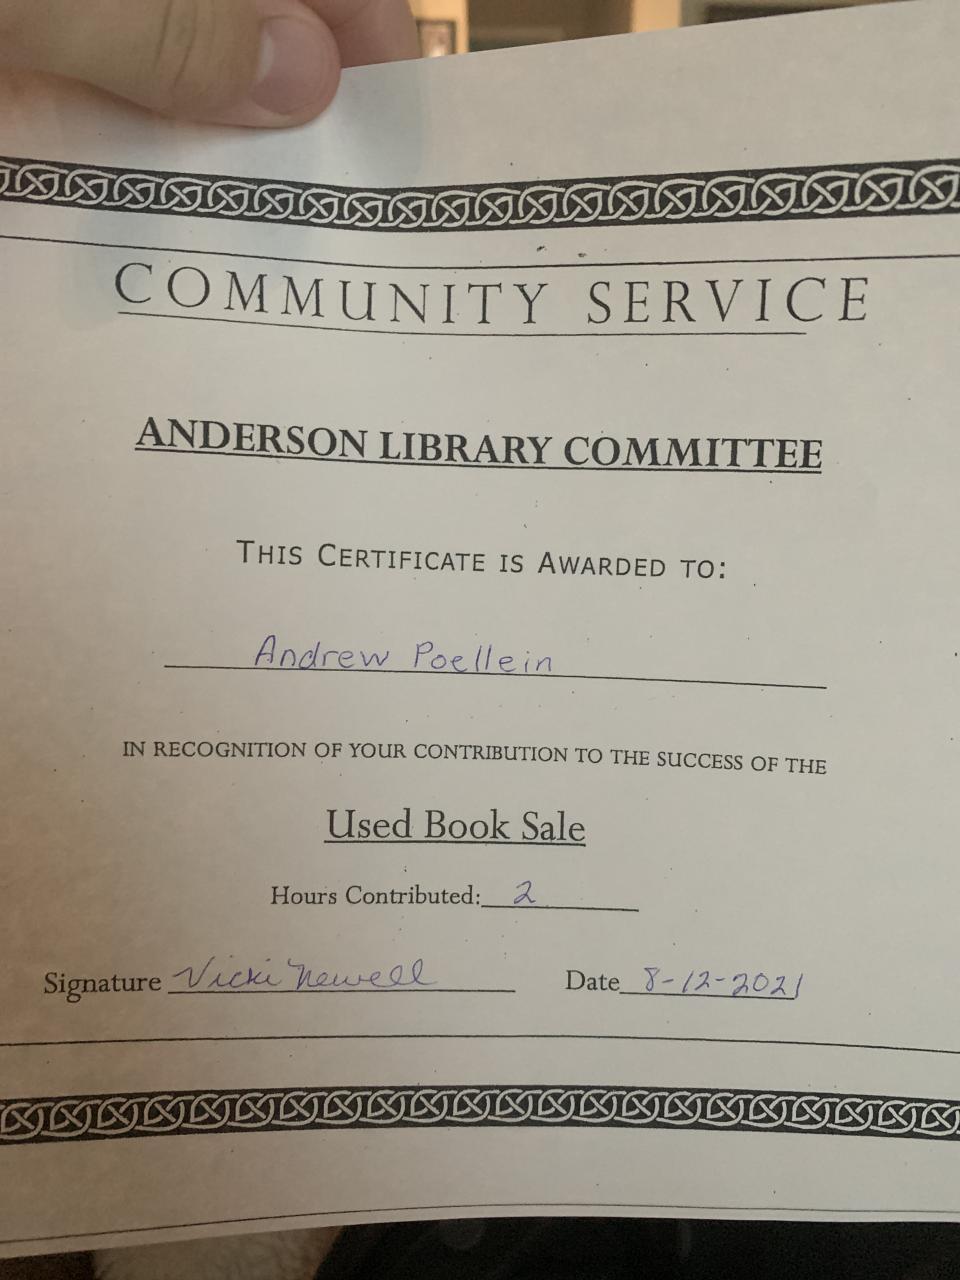 COMMUNITY SERVICE
ANDERSON LIBRARY COMMITTEE
THIS CERTIFICATE IS AWARDED TO:
Andrew Poellein
IN RECOGNITION OF YOUR CONTRIBUTION TO THE SUCCESS OF THE
Used Book Sale
Hours Contributed: 2
Signature Vicki Newell Date 8-12-2021